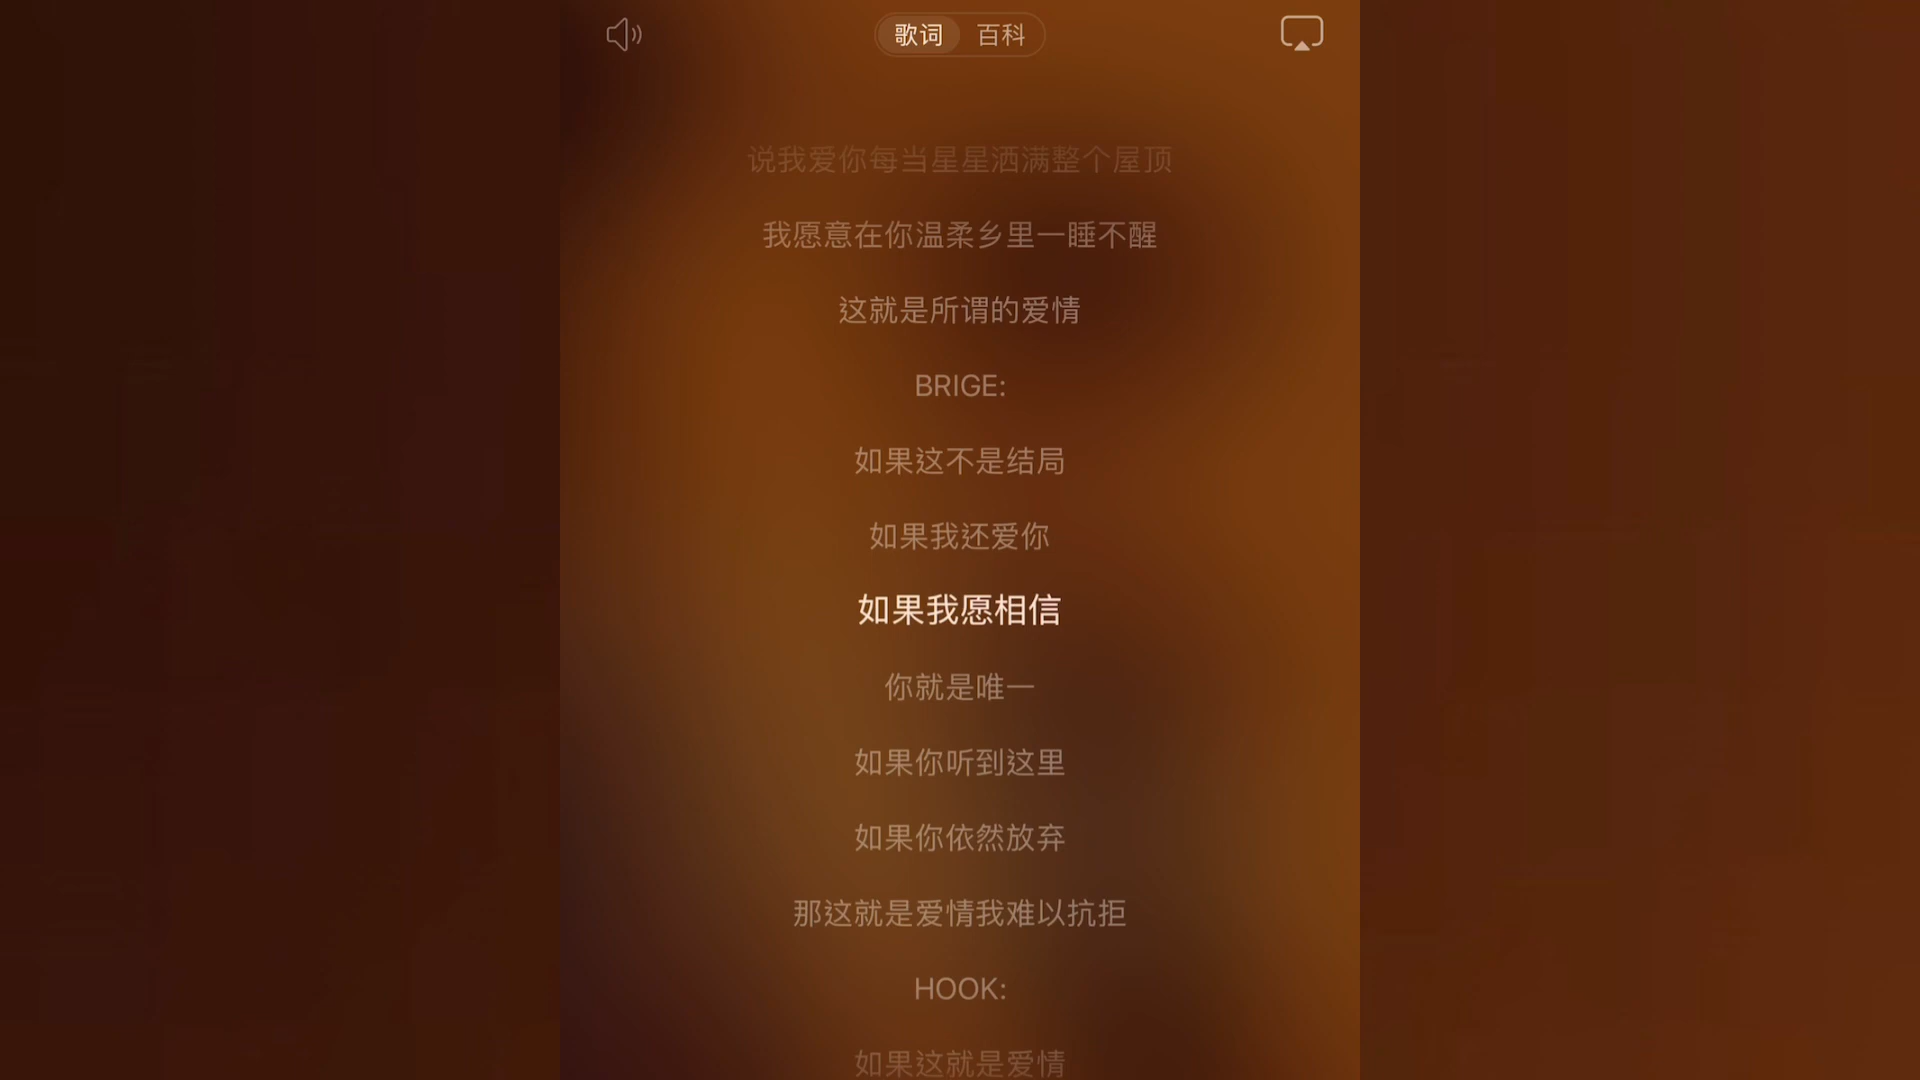 歌词 百科
说我爱你每当星星洒满整个屋顶
我愿意在你温柔乡里一睡不醒
这就是所谓的爱情
BRIGE:
如果这不是结局
如果我还爱你
如果我愿相信
你就是唯一
如果你听到这里
如果你依然放弃
那这就是爱情我难以抗拒
HOOK:
如果这就是爱情